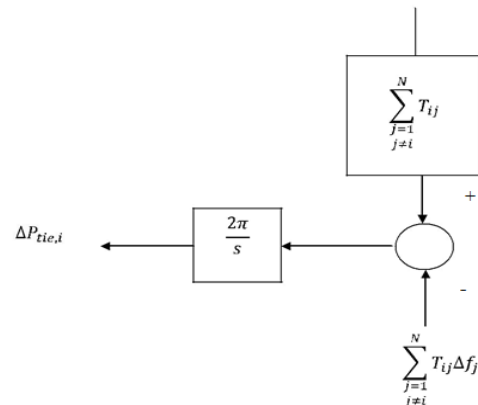 N
∑ T_{ij}
j=1
j≠i
+
ΔP_{tie,i}
2π
s
-
N
∑ T_{ij}Δf_j
j=1
j≠i